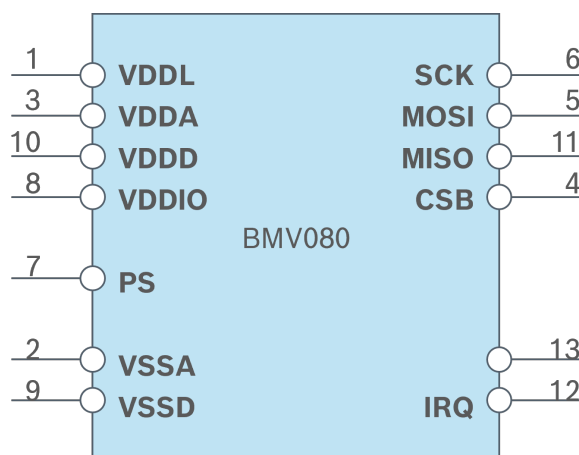 1 VDDL SCK 6
3 VDDA MOSI 5
10 VDDD MISO 11
8 VDDIO CSB 4
BMV080
7 PS
2 VSSA 13
9 VSSD IRQ 12